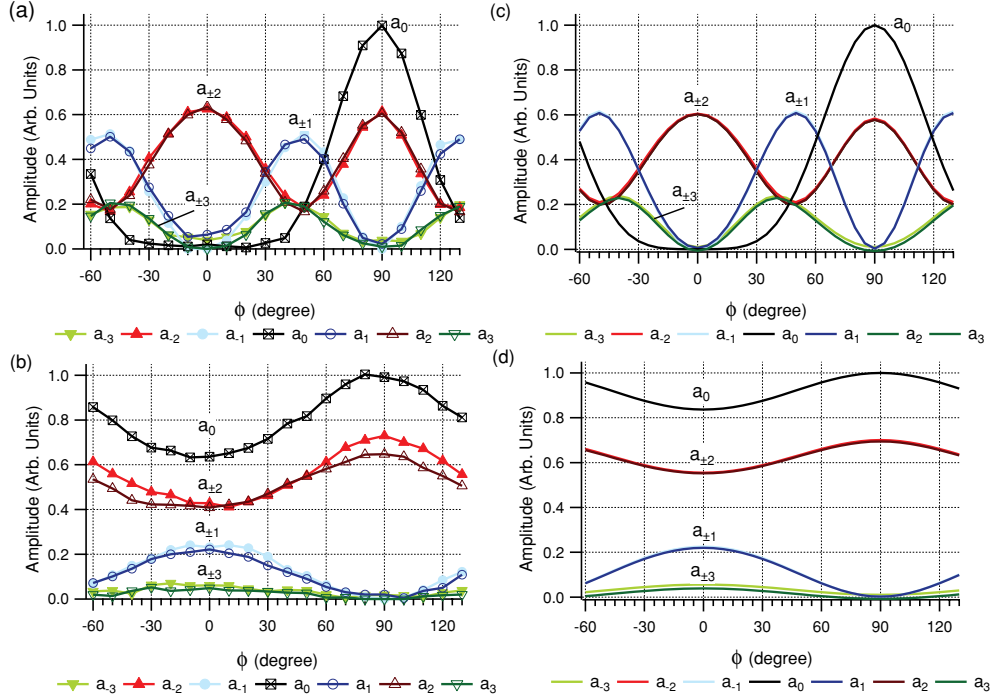 (a)
Amplitude (Arb. Units)
1.0
0.8
0.6
0.4
0.2
0.0
a0
a±2
a±1
a±3
-60 -30 0 30 60 90 120
ϕ (degree)
a-3 a-2 a-1 a0 a1 a2 a3
(c)
Amplitude (Arb. Units)
1.0
0.8
0.6
0.4
0.2
0.0
a0
a±2
a±1
a±3
-60 -30 0 30 60 90 120
ϕ (degree)
a-3 a-2 a-1 a0 a1 a2 a3
(b)
Amplitude (Arb. Units)
1.0
0.8
0.6
0.4
0.2
0.0
a0
a±2
a±1
a±3
-60 -30 0 30 60 90 120
ϕ (degree)
a-3 a-2 a-1 a0 a1 a2 a3
(d)
Amplitude (Arb. Units)
1.0
0.8
0.6
0.4
0.2
0.0
a0
a±2
a±1
a±3
-60 -30 0 30 60 90 120
ϕ (degree)
a-3 a-2 a-1 a0 a1 a2 a3